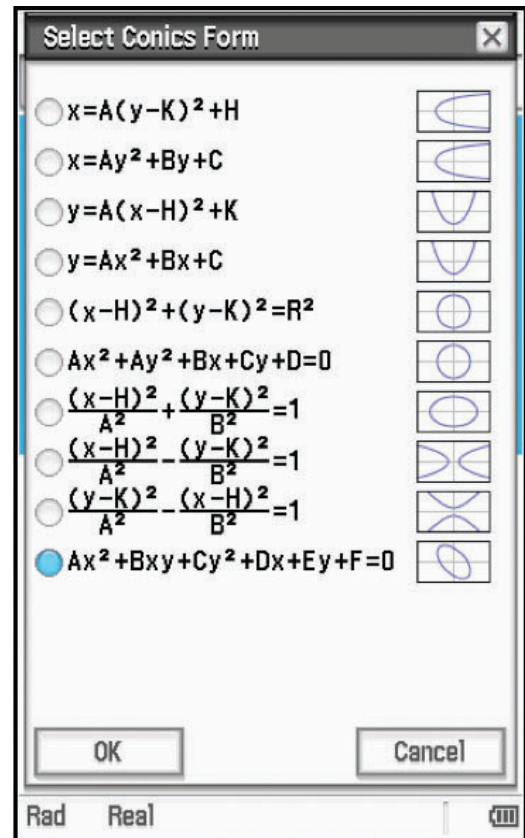 Select Conics Form
x=A(y-K)²+H
x=Ay²+By+C
y=A(x-H)²+K
y=Ax²+Bx+C
(x-H)²+(y-K)²=R²
Ax²+Ay²+Bx+Cy+D=0
(x-H)²/A²+(y-K)²/B²=1
(x-H)²/A²-(y-K)²/B²=1
(y-K)²/A²-(x-H)²/B²=1
Ax²+Bxy+Cy²+Dx+Ey+F=0
OK Cancel
Rad Real